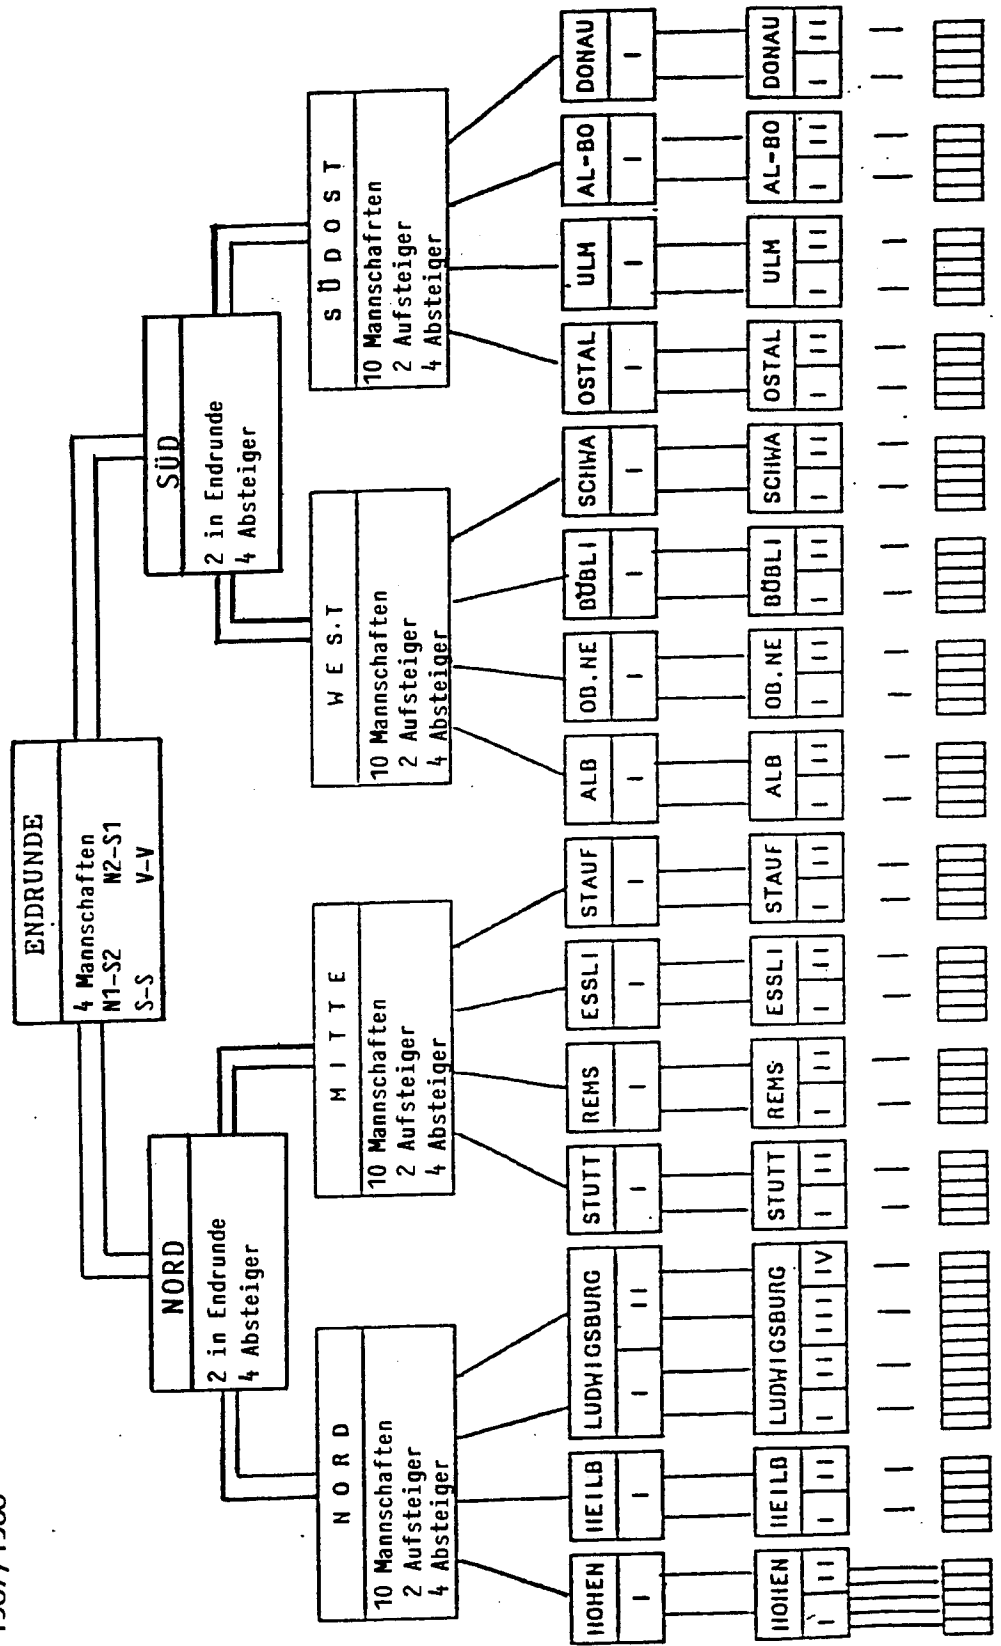 1987/1988
ENDRUNDE
4 Mannschaften
N1-S2 N2-S1
S-S V-V
NORD
2 in Endrunde
4 Absteiger
SÜD
2 in Endrunde
4 Absteiger
N O R D
10 Mannschaften
2 Aufsteiger
4 Absteiger
M I T T E
10 Mannschaften
2 Aufsteiger
4 Absteiger
W E S.T
10 Mannschaften
2 Aufsteiger
4 Absteiger
S Ü D O S T
10 Mannschafrten
2 Aufsteiger
4 Absteiger
HOHEN HEILB LUDWIGSBURG STUTT REMS ESSLI STAUF ALB OB.NE BÖBLI SCHWA OSTAL ULM AL-BO DONAU
I I I II I I I I I I I I I I I I
HOHEN HEILB LUDWIGSBURG STUTT REMS ESSLI STAUF ALB OB.NE BÖBLI SCHWA OSTAL ULM AL-BO DONAU
I II I II I II III IV I II I II I II I II I II I II I II I II I II I II I II I II